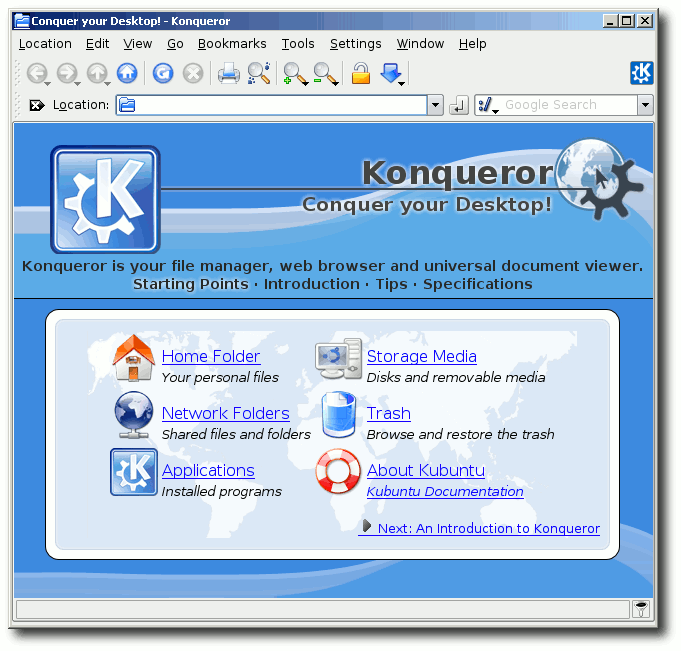 Conquer your Desktop! - Konqueror
Location Edit View Go Bookmarks Tools Settings Window Help
Location: Google Search
Konqueror
Conquer your Desktop!
Konqueror is your file manager, web browser and universal document viewer.
Starting Points · Introduction · Tips · Specifications
Home Folder Storage Media
Your personal files Disks and removable media
Network Folders Trash
Shared files and folders Browse and restore the trash
Applications About Kubuntu
Installed programs Kubuntu Documentation
Next: An Introduction to Konqueror